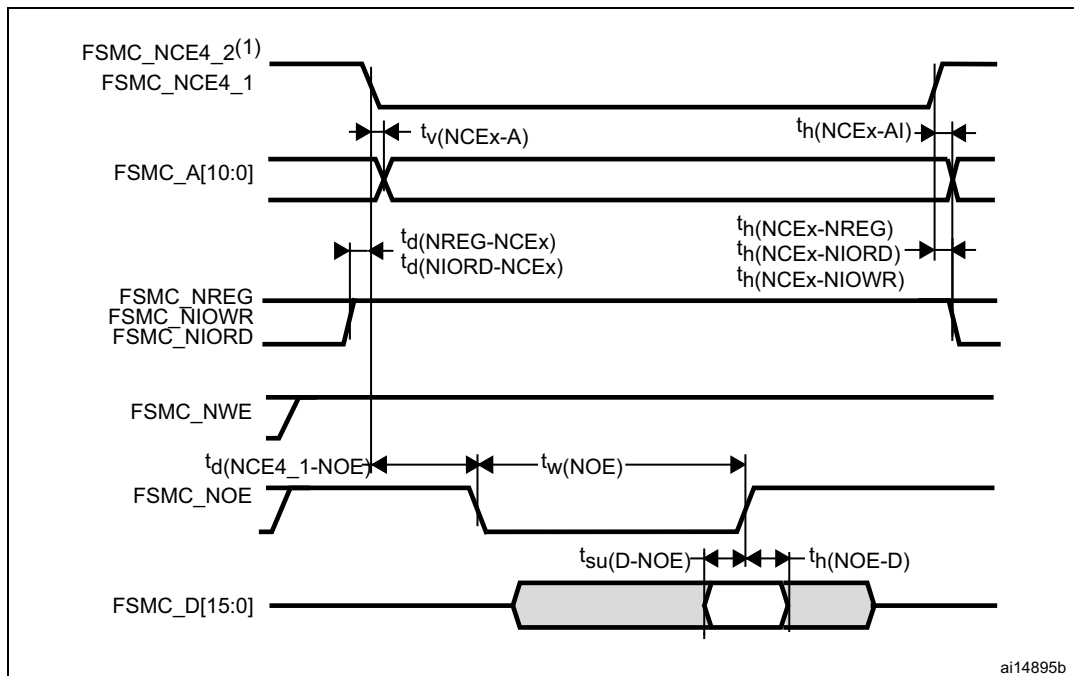 FSMC_NCE4_2(1)
FSMC_NCE4_1
tv(NCEx-A)
th(NCEx-AI)
FSMC_A[10:0]
td(NREG-NCEx)
td(NIORD-NCEx)
th(NCEx-NREG)
th(NCEx-NIORD)
th(NCEx-NIOWR)
FSMC_NREG
FSMC_NIOWR
FSMC_NIORD
FSMC_NWE
td(NCE4_1-NOE)
tw(NOE)
FSMC_NOE
tsu(D-NOE)
th(NOE-D)
FSMC_D[15:0]
ai14895b